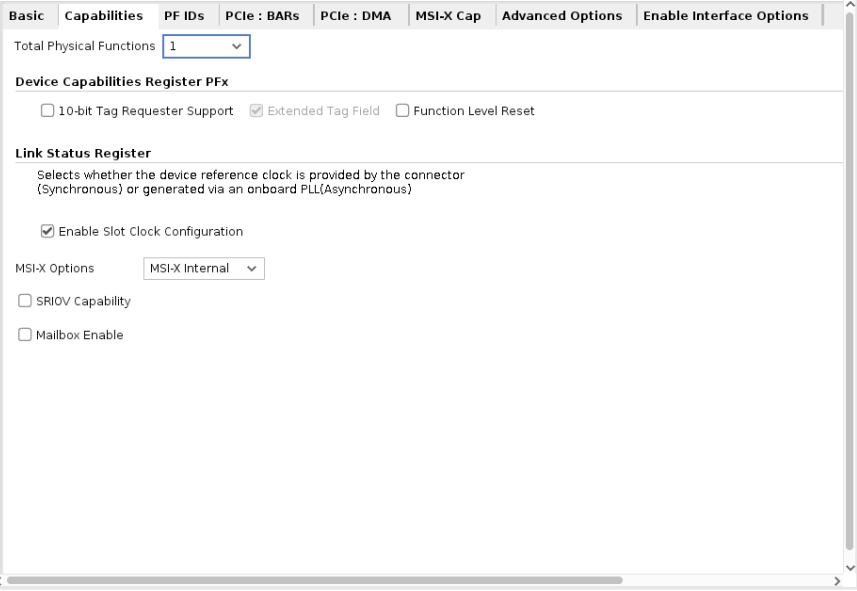 Basic Capabilities PF IDs PCIe : BARs PCIe : DMA MSI-X Cap Advanced Options Enable Interface Options
Total Physical Functions 1
Device Capabilities Register PFx
10-bit Tag Requester Support Extended Tag Field Function Level Reset
Link Status Register
Selects whether the device reference clock is provided by the connector
(Synchronous) or generated via an onboard PLL(Asynchronous)
Enable Slot Clock Configuration
MSI-X Options MSI-X Internal
SRIOV Capability
Mailbox Enable